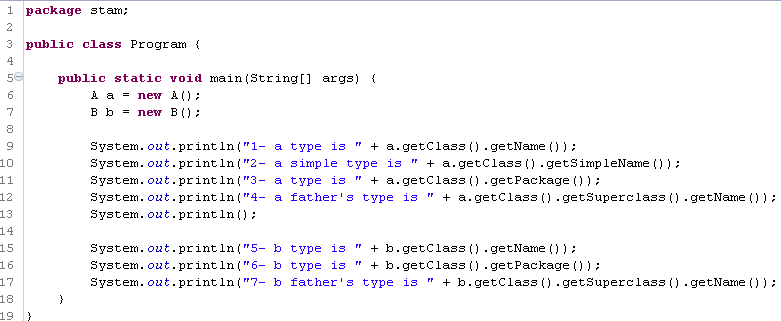 1 package stam;
2
3 public class Program {
4
5 public static void main(String[] args) {
6 A a = new A();
7 B b = new B();
8
9 System.out.println("1- a type is " + a.getClass().getName());
10 System.out.println("2- a simple type is " + a.getClass().getSimpleName());
11 System.out.println("3- a type is " + a.getClass().getPackage());
12 System.out.println("4- a father's type is " + a.getClass().getSuperclass().getName());
13 System.out.println();
14
15 System.out.println("5- b type is " + b.getClass().getName());
16 System.out.println("6- b type is " + b.getClass().getPackage());
17 System.out.println("7- b father's type is " + b.getClass().getSuperclass().getName());
18 }
19 }